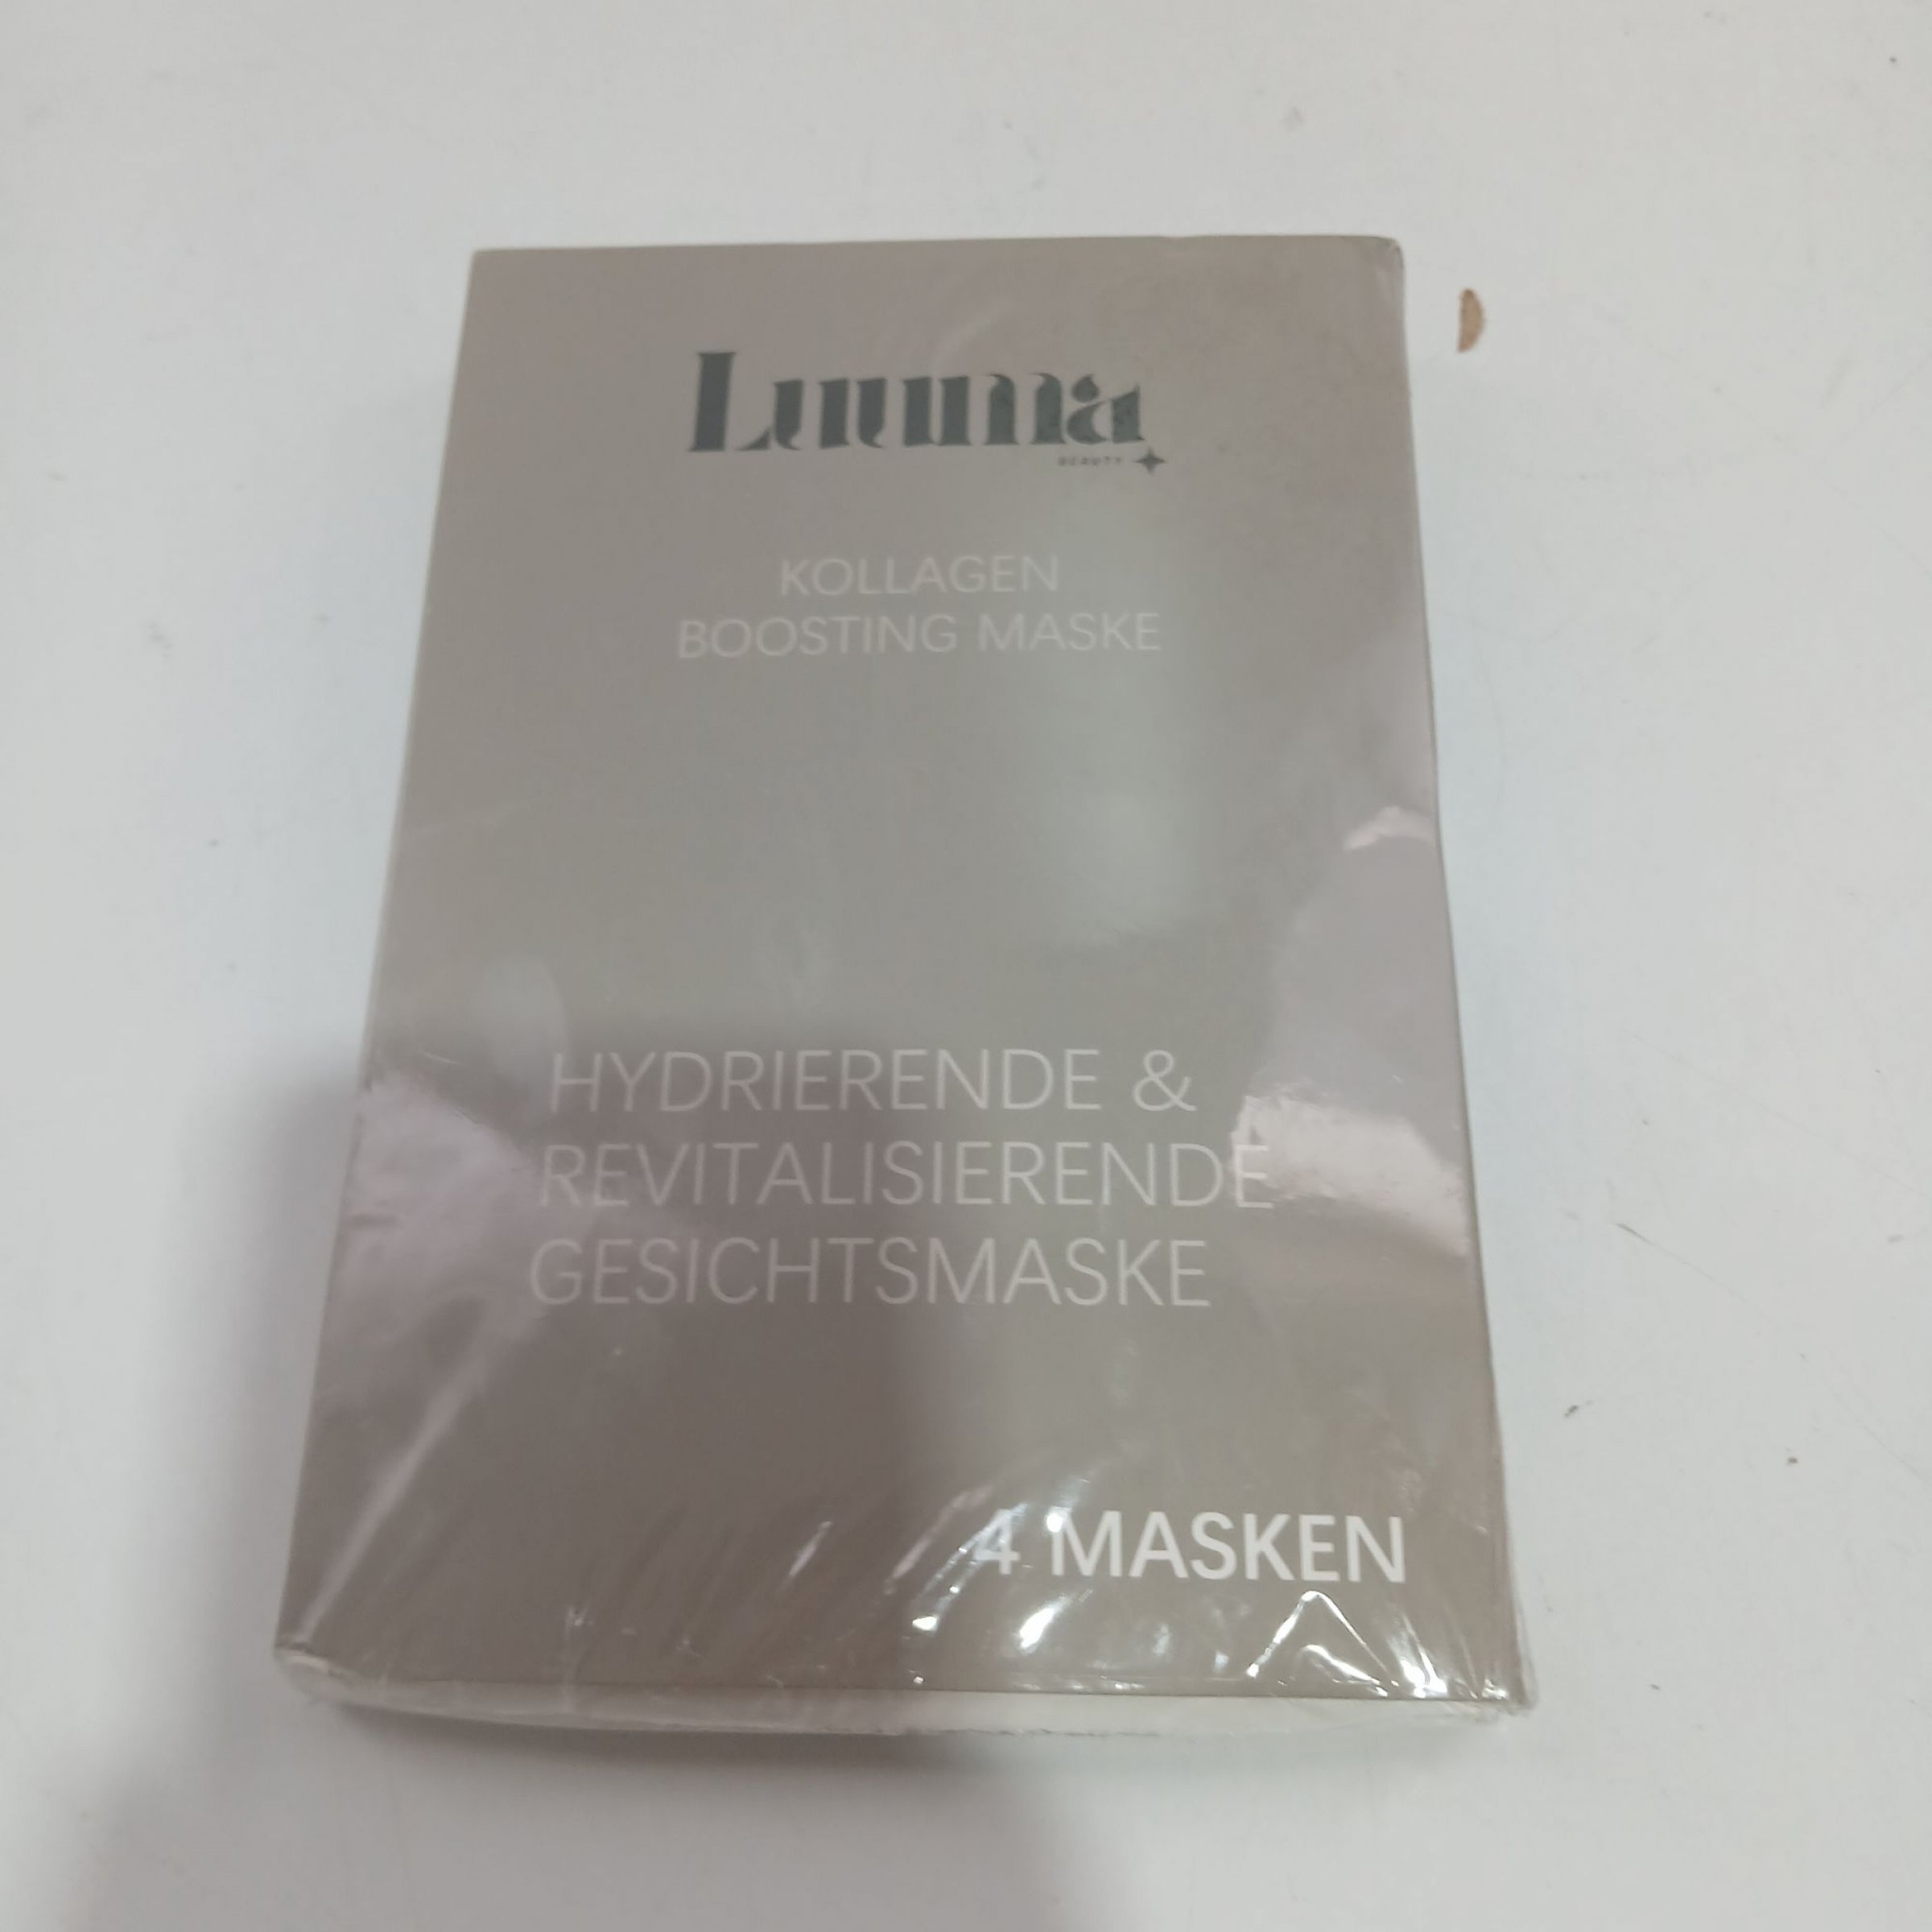 Luuma
BEAUTY
KOLLAGEN
BOOSTING MASKE
HYDRIERENDE &
REVITALISIERENDE
GESICHTSMASKE
4 MASKEN